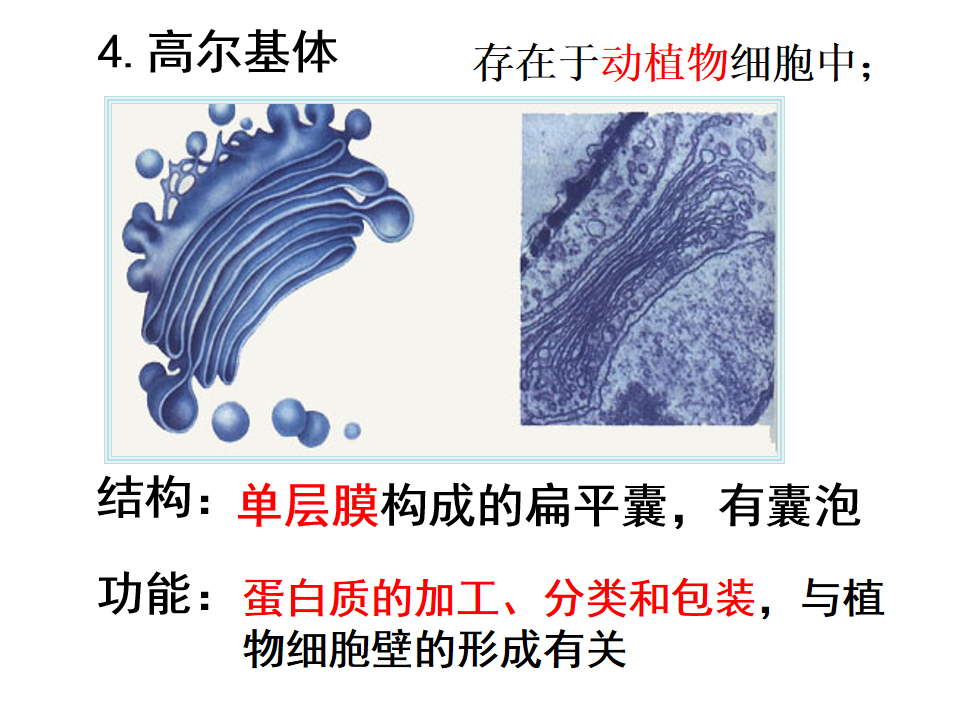 4. 高尔基体
存在于动植物细胞中；
结构：单层膜构成的扁平囊，有囊泡
功能：蛋白质的加工、分类和包装，与植
物细胞壁的形成有关